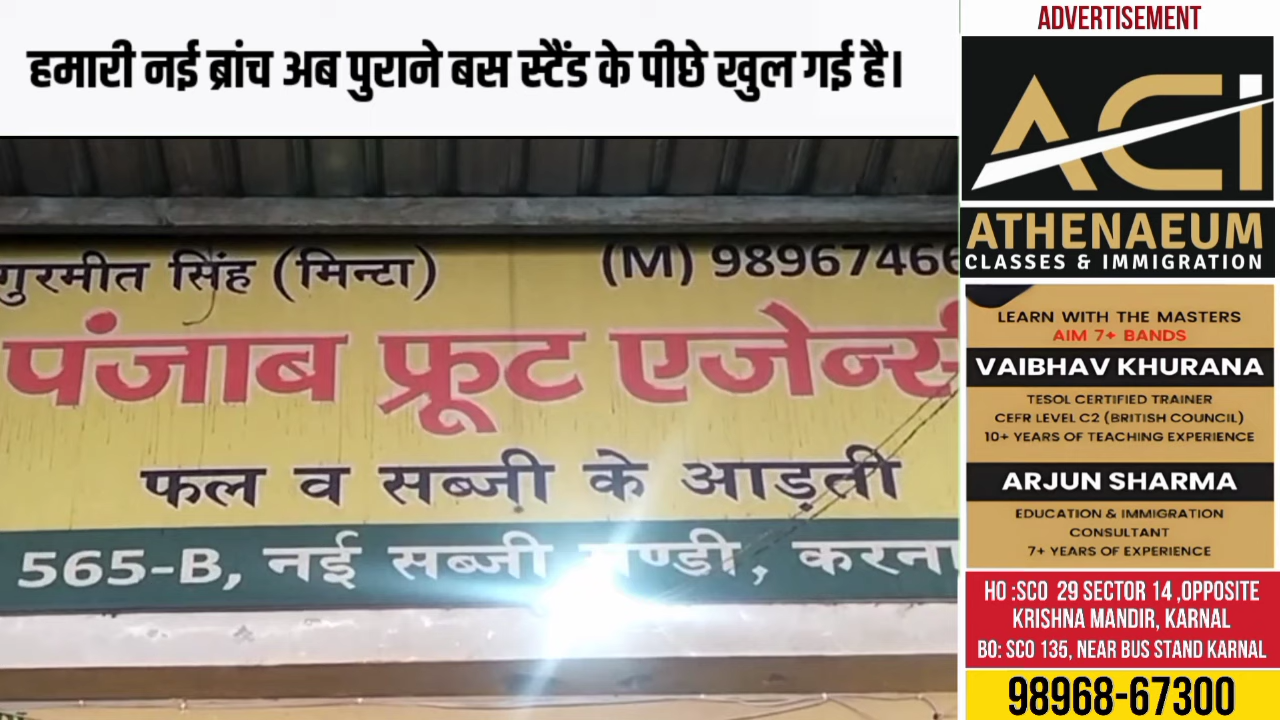 हमारी नई ब्रांच अब पुराने बस स्टैंड के पीछे खुल गई है।
गुरमीत सिंह (मिन्टा) (M) 98967466
पंजाब फ्रूट
फल व सब्ज़ी के आड़ती
565-B, नई सब्ज़ी
ADVERTISEMENT
ACI
ATHENAEUM
CLASSES & IMMIGRATION
LEARN WITH THE MASTERS
AIM 7+ BANDS
VAIBHAV KHURANA
TESOL CERTIFIED TRAINER
CEFR LEVEL C2 (BRITISH COUNCIL)
10+ YEARS OF TEACHING EXPERIENCE
ARJUN SHARMA
EDUCATION & IMMIGRATION
CONSULTANT
7+ YEARS OF EXPERIENCE
HO :SCO 29 SECTOR 14 ,OPPOSITE
KRISHNA MANDIR, KARNAL
BO: SCO 135, NEAR BUS STAND KARNAL
98968-67300